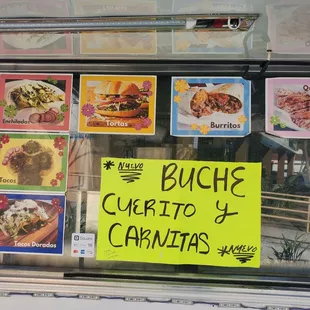 Enchiladas
Tortas
Burritos
Tacos
Tacos Dorados
* NUEVO
BUCHE
CUERITO Y
CARNITAS
* NUEVO